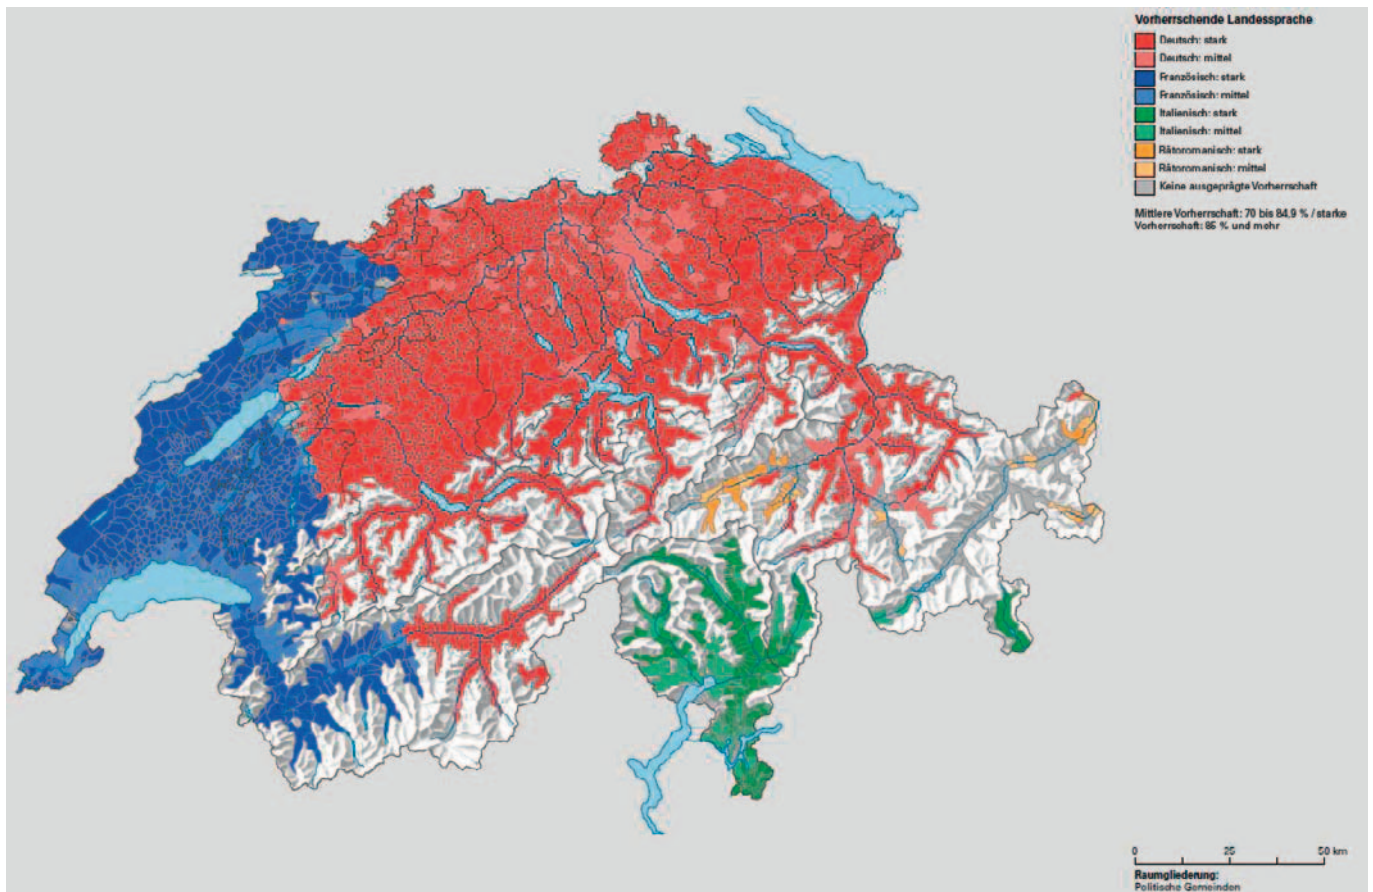 Vorherrschende Landessprache
Deutsch: stark
Deutsch: mittel
Französisch: stark
Französisch: mittel
Italienisch: stark
Italienisch: mittel
Rätoromanisch: stark
Rätoromanisch: mittel
Keine ausgeprägte Vorherrschaft
Mittlere Vorherrschaft: 70 bis 84,9 % / starke
Vorherrschaft: 85 % und mehr
0 25 50 km
Raumgliederung:
Politische Gemeinden